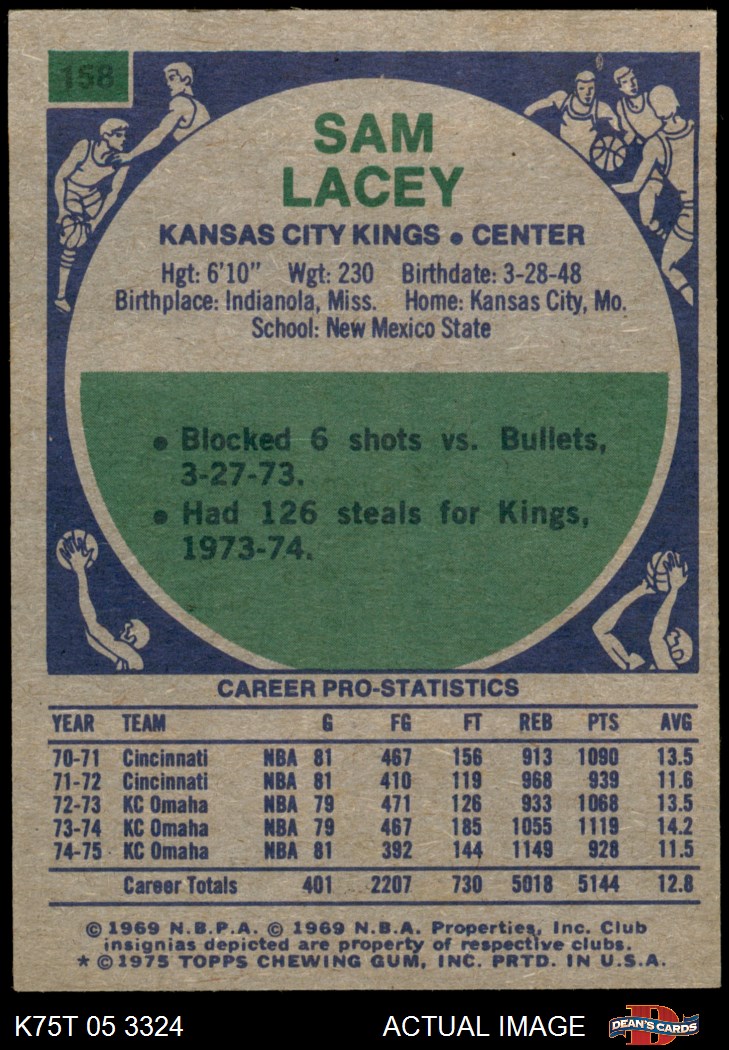 158
SAM
LACEY
KANSAS CITY KINGS • CENTER
Hgt: 6'10" Wgt: 230 Birthdate: 3-28-48
Birthplace: Indianola, Miss. Home: Kansas City, Mo.
School: New Mexico State
• Blocked 6 shots vs. Bullets,
3-27-73.
• Had 126 steals for Kings,
1973-74.
CAREER PRO-STATISTICS
YEAR TEAM G FG FT REB PTS AVG
70-71 Cincinnati NBA 81 467 156 913 1090 13.5
71-72 Cincinnati NBA 81 410 119 968 939 11.6
72-73 KC Omaha NBA 79 471 126 933 1068 13.5
73-74 KC Omaha NBA 79 467 185 1055 1119 14.2
74-75 KC Omaha NBA 81 392 144 1149 928 11.5
Career Totals 401 2207 730 5018 5144 12.8
© 1969 N.B.P.A. © 1969 N.B.A. Properties, Inc. Club
insignias depicted are property of respective clubs.
* © 1975 TOPPS CHEWING GUM, INC. PRTD. IN U.S.A.
K75T 05 3324 ACTUAL IMAGE D DEAN'S CARDS